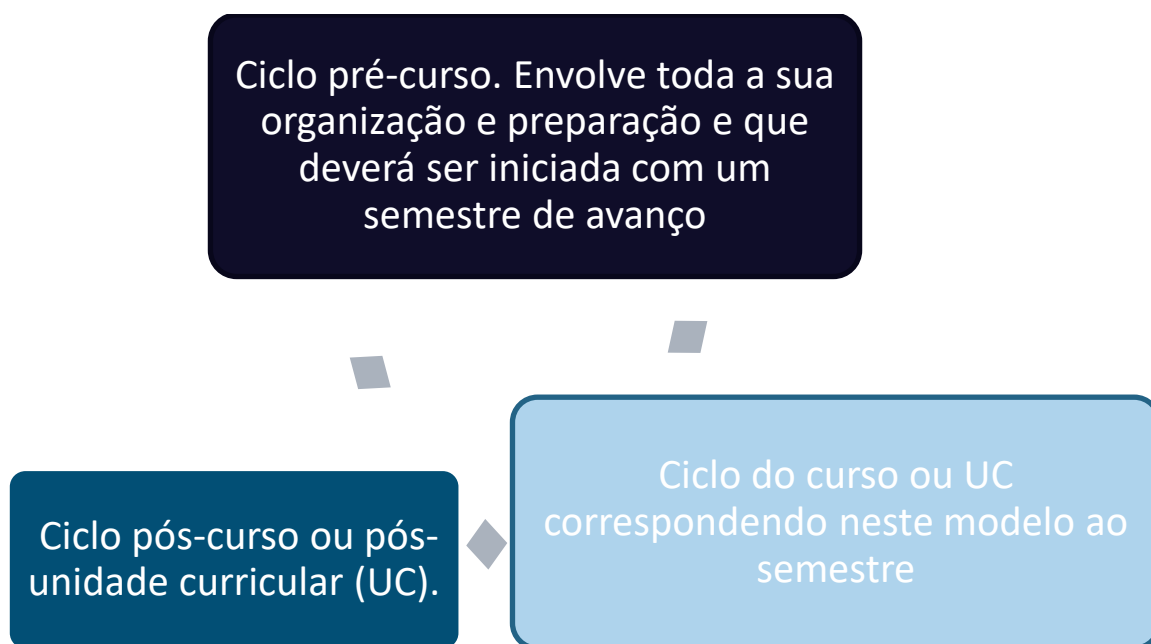 Ciclo pré-curso. Envolve toda a sua
organização e preparação e que
deverá ser iniciada com um
semestre de avanço
Ciclo do curso ou UC
correspondendo neste modelo ao
semestre
Ciclo pós-curso ou pós-
unidade curricular (UC).